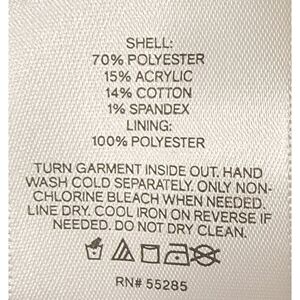 SHELL:
70% POLYESTER
15% ACRYLIC
14% COTTON
1% SPANDEX
LINING:
100% POLYESTER
TURN GARMENT INSIDE OUT. HAND
WASH COLD SEPARATELY. ONLY NON-
CHLORINE BLEACH WHEN NEEDED.
LINE DRY. COOL IRON ON REVERSE IF
NEEDED. DO NOT DRY CLEAN.
RN# 55285